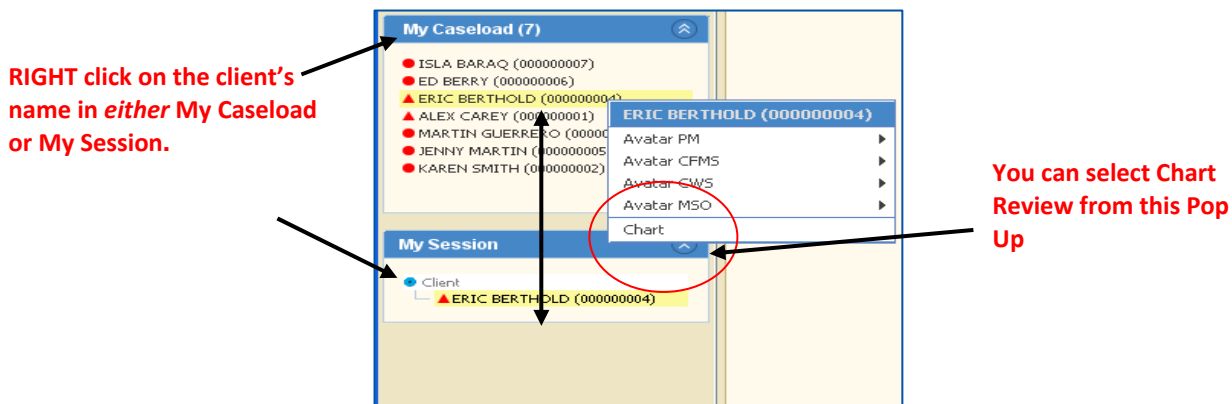 RIGHT click on the client's
name in either My Caseload
or My Session.
My Caseload (7)
ISLA BARAQ (000000007)
ED BERRY (000000006)
ERIC BERTHOLD (000000004)
ALEX CAREY (000000001)
MARTIN GUERRERO (00000
JENNY MARTIN (000000005
KAREN SMITH (000000002)
ERIC BERTHOLD (000000004)
Avatar PM
Avatar CFMS
Avatar CWS
Avatar MSO
Chart
My Session
Client
ERIC BERTHOLD (000000004)
You can select Chart
Review from this Pop
Up